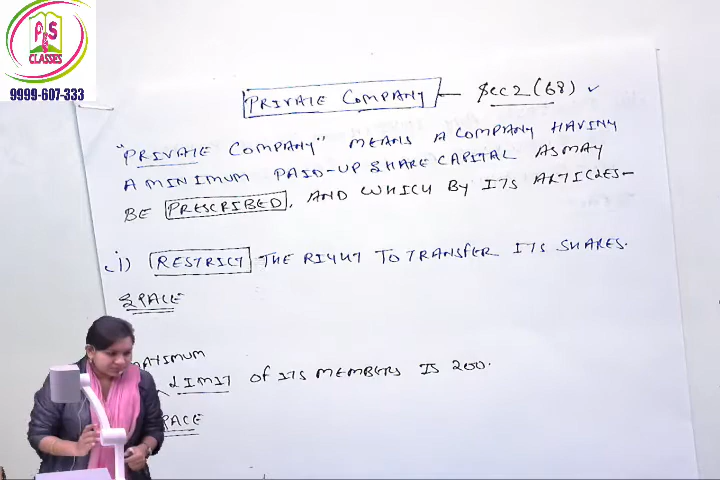 P&S
CLASSES
9999-607-333
PRIVATE COMPANY — Sec 2(68) ✓
"PRIVATE COMPANY" MEANS A COMPANY HAVING
A MINIMUM PAID-UP SHARE CAPITAL AS MAY
BE PRESCRIBED, AND WHICH BY ITS ARTICLES-
i) RESTRICT THE RIGHT TO TRANSFER ITS SHARES.
SPACE
LIMIT OF ITS MEMBERS IS 200.